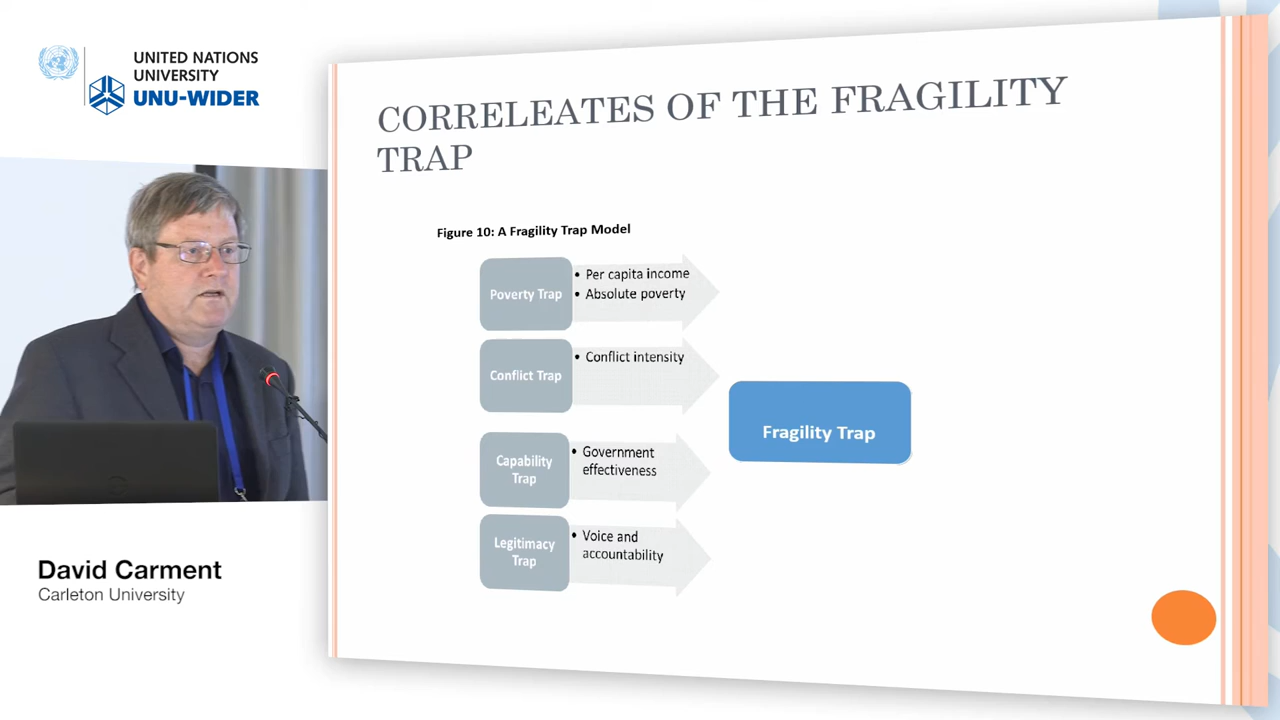 UNITED NATIONS
UNIVERSITY
UNU-WIDER
CORRELEATES OF THE FRAGILITY
TRAP
Figure 10: A Fragility Trap Model
Poverty Trap
• Per capita income
• Absolute poverty
Conflict Trap
• Conflict intensity
Capability
Trap
• Government
effectiveness
Legitimacy
Trap
• Voice and
accountability
Fragility Trap
David Carment
Carleton University